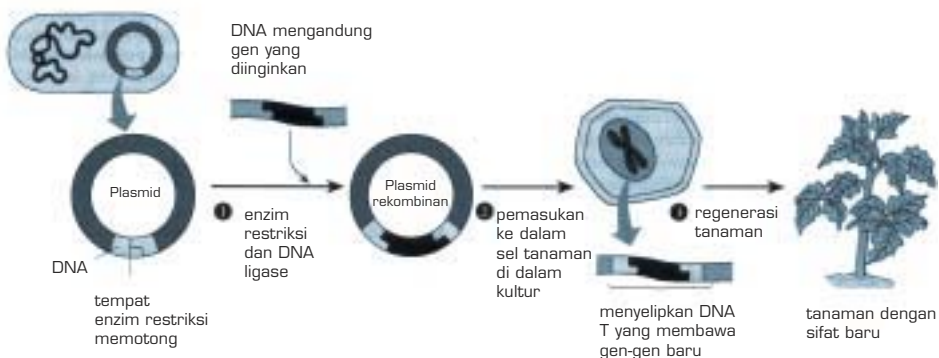 DNA mengandung
gen yang
diinginkan
Plasmid
DNA
tempat
enzim restriksi
memotong
1 enzim
restriksi
dan DNA
ligase
Plasmid
rekombinan
2 pemasukan
ke dalam
sel tanaman
di dalam
kultur
menyelipkan DNA
T yang membawa
gen-gen baru
regenerasi
tanaman
tanaman dengan
sifat baru